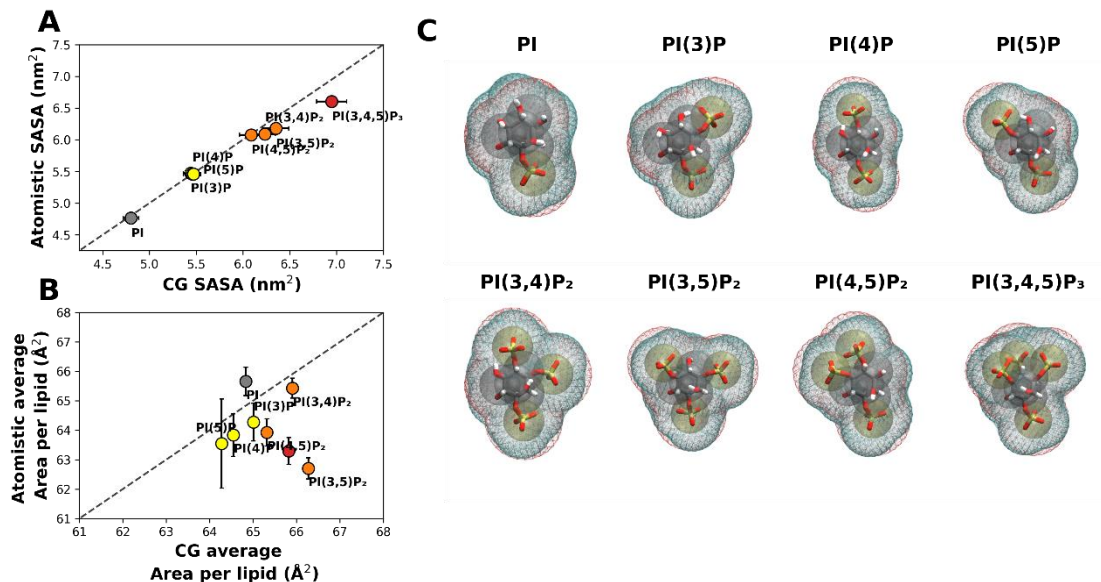 A
Atomistic SASA (nm²)
7.5
7.0
6.5
6.0
5.5
5.0
4.5
PI(3,4)P₂
PI(3,4,5)P₃
PI(3,5)P₂
PI(4,5)P₂
PI(4)P
PI(5)P
PI(3)P
PI
4.5 5.0 5.5 6.0 6.5 7.0 7.5
CG SASA (nm²)
B
Atomistic average
Area per lipid (Å²)
68
67
66
65
64
63
62
61
PI
PI(3,4)P₂
PI(3)P
PI(5)P
PI(4)P
PI(3,5)P₂
61 62 63 64 65 66 67 68
CG average
Area per lipid (Å²)
C
PI PI(3)P PI(4)P PI(5)P
PI(3,4)P₂ PI(3,5)P₂ PI(4,5)P₂ PI(3,4,5)P₃